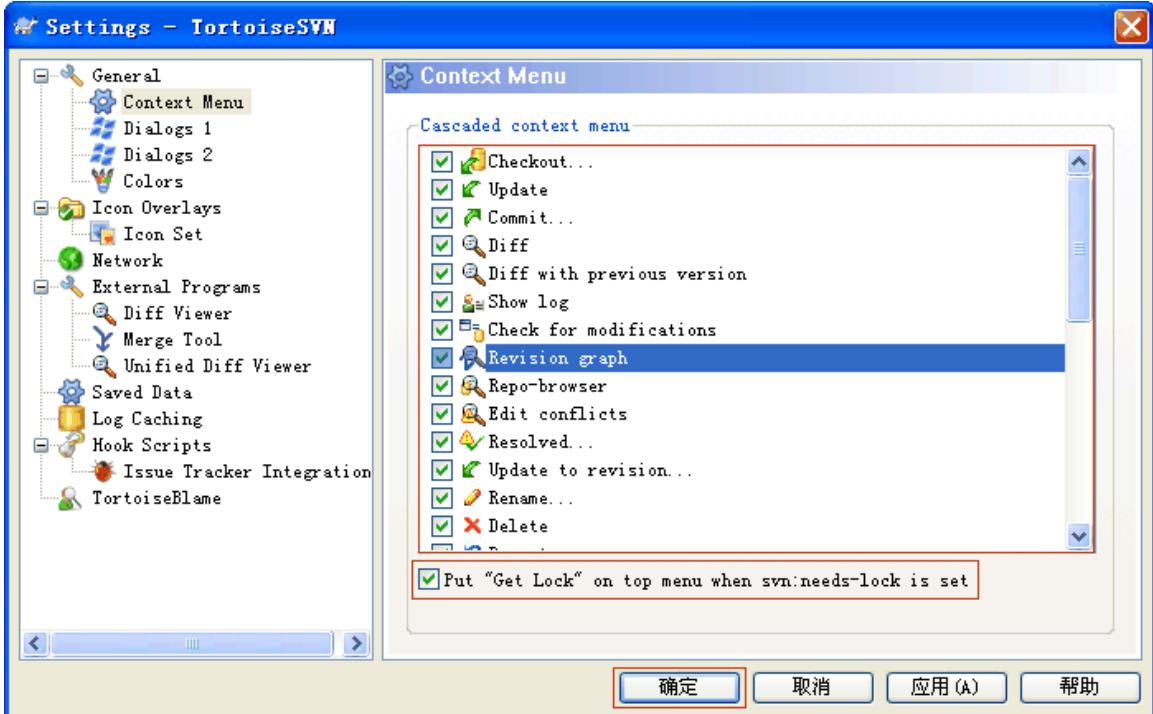 Settings - TortoiseSVN
General
Context Menu
Dialogs 1
Dialogs 2
Colors
Icon Overlays
Icon Set
Network
External Programs
Diff Viewer
Merge Tool
Unified Diff Viewer
Saved Data
Log Caching
Hook Scripts
Issue Tracker Integration
TortoiseBlame
Context Menu
Cascaded context menu
Checkout...
Update
Commit...
Diff
Diff with previous version
Show log
Check for modifications
Revision graph
Repo-browser
Edit conflicts
Resolved...
Update to revision...
Rename...
Delete
Put "Get Lock" on top menu when svn:needs-lock is set
确定 取消 应用(A) 帮助